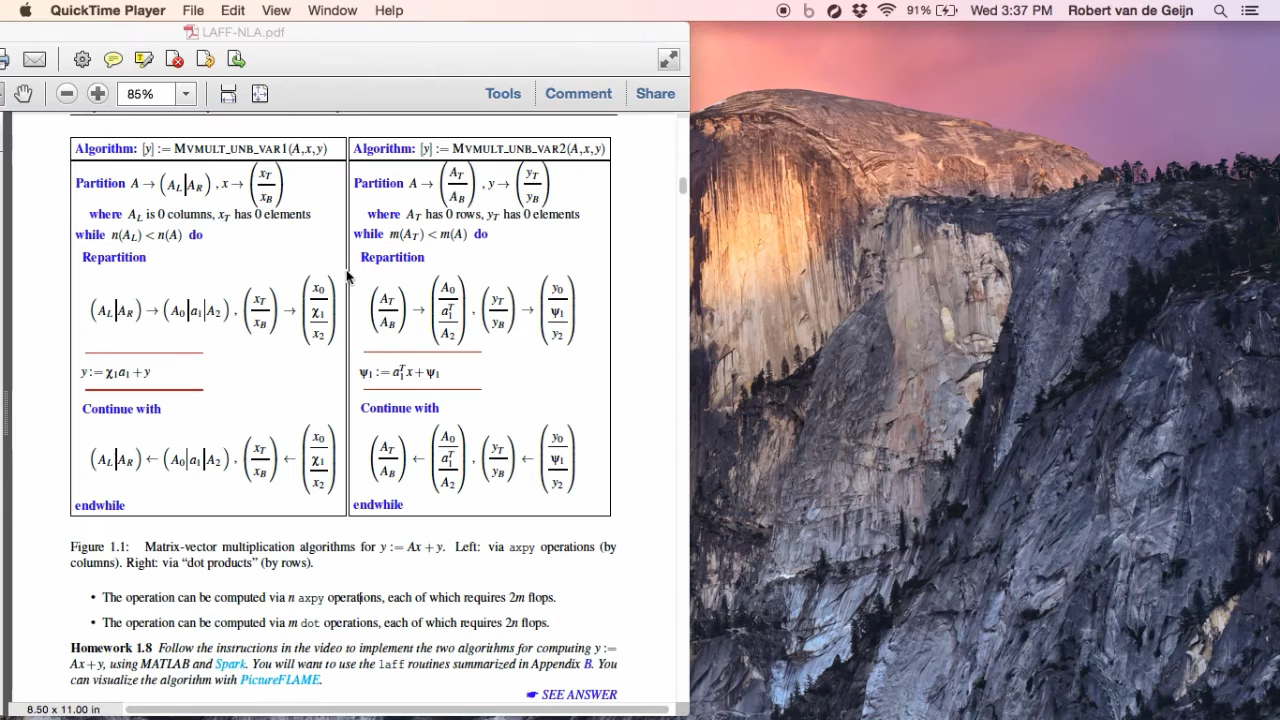 QuickTime Player File Edit View Window Help 91% Wed 3:37 PM Robert van de Geijn
LAFF-NLA.pdf
85% Tools Comment Share
Algorithm: [y] := MVMULT_UNB_VAR1(A,x,y)
Partition A → (A_L|A_R), x → (x_T / x_B)
where A_L is 0 columns, x_T has 0 elements
while n(A_L) < n(A) do
Repartition
(A_L|A_R) → (A_0|a_1|A_2), (x_T / x_B) → (x_0 / χ_1 / x_2)
y := χ_1 a_1 + y
Continue with
(A_L|A_R) ← (A_0|a_1|A_2), (x_T / x_B) ← (x_0 / χ_1 / x_2)
endwhile
Algorithm: [y] := MVMULT_UNB_VAR2(A,x,y)
Partition A → (A_T / A_B), y → (y_T / y_B)
where A_T has 0 rows, y_T has 0 elements
while m(A_T) < m(A) do
Repartition
(A_T / A_B) → (A_0 / a_1^T / A_2), (y_T / y_B) → (y_0 / ψ_1 / y_2)
ψ_1 := a_1^T x + ψ_1
Continue with
(A_T / A_B) ← (A_0 / a_1^T / A_2), (y_T / y_B) ← (y_0 / ψ_1 / y_2)
endwhile
Figure 1.1: Matrix-vector multiplication algorithms for y := Ax + y. Left: via axpy operations (by
columns). Right: via "dot products" (by rows).
• The operation can be computed via n axpy operations, each of which requires 2m flops.
• The operation can be computed via m dot operations, each of which requires 2n flops.
Homework 1.8 Follow the instructions in the video to implement the two algorithms for computing y :=
Ax+y, using MATLAB and Spark. You will want to use the laff routines summarized in Appendix B. You
can visualize the algorithm with PictureFLAME.
☛ SEE ANSWER
8.50 x 11.00 in